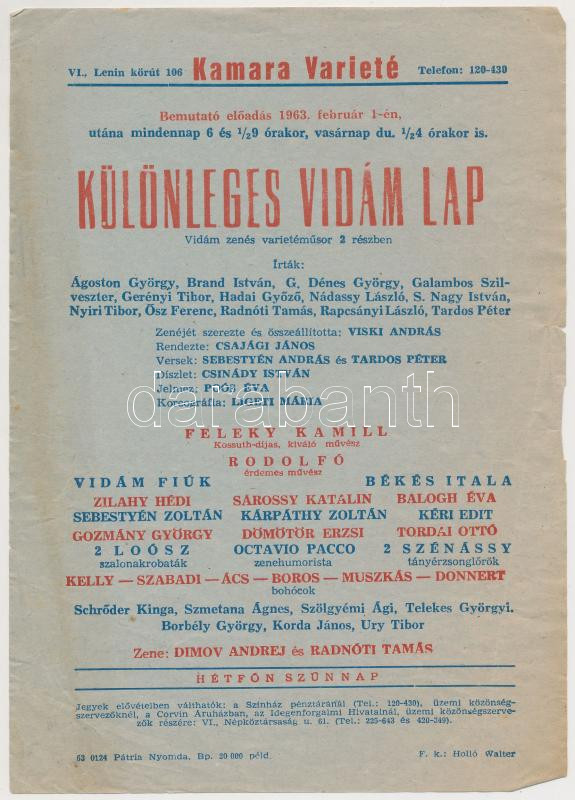 VI., Lenin körút 106 Kamara Varieté Telefon: 120-430
Bemutató előadás 1963. február 1-én,
utána mindennap 6 és 1/2 9 órakor, vasárnap du. 1/2 4 órakor is.
KÜLÖNLEGES VIDÁM LAP
Vidám zenés varietéműsor 2 részben
Írták:
Ágoston György, Brand István, G. Dénes György, Galambos Szil-
veszter, Gerényi Tibor, Hadai Győző, Nádassy László, S. Nagy István,
Nyiri Tibor, Ősz Ferenc, Radnóti Tamás, Rapcsányi László, Tardos Péter
Zenéjét szerezte és összeállította: VISKI ANDRÁS
Rendezte: CSAJÁGI JÁNOS
Versek: SEBESTYÉN ANDRÁS és TARDOS PÉTER
Díszlet: CSINÁDY ISTVÁN
Jelmez: POÓS ÉVA
Koreográfia: LIGETI MÁRIA
darabanth
FELEKY KAMILL
Kossuth-díjas, kiváló művész
RODOLFÓ
érdemes művész
VIDÁM FIÚK BÉKÉS ITALA
ZILAHY HÉDI SÁROSSY KATALIN BALOGH ÉVA
SEBESTYÉN ZOLTÁN KÁRPÁTHY ZOLTÁN KÉRI EDIT
GOZMÁNY GYÖRGY DÖMÖTÖR ERZSI TORDAI OTTÓ
2 LOÓSZ OCTAVIO PACCO 2 SZÉNÁSSY
szalonakrobaták zenehumorista tányérzsonglőrök
KELLY — SZABADI — ÁCS — BOROS — MUSZKÁS — DONNERT
bohócok
Schrőder Kinga, Szmetana Ágnes, Szölgyémi Ági, Telekes Györgyi.
Borbély György, Korda János, Ury Tibor
Zene: DIMOV ANDREJ és RADNÓTI TAMÁS
HÉTFŐN SZÜNNAP
Jegyek elővételben válthatók: a Színház pénztáránál (Tel.: 120-430), üzemi közönség-
szervezőknél, a Corvin Áruházban, az Idegenforgalmi Hivatalnál, üzemi közönségszerve-
zők részére: VI., Népköztársaság u. 61. (Tel.: 225-643 és 420-349).
63 0124 Pátria Nyomda, Bp. 20 000 péld. F. k.: Holló Walter